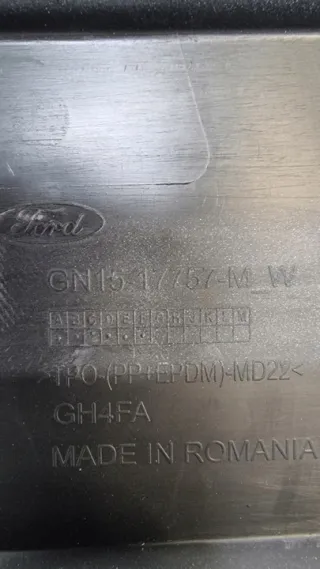 Ford
GN15-17757-M_W
A B C D E F G H J K L M
>TPO-(PP+EPDM)-MD22<
GH4FA
MADE IN ROMANIA